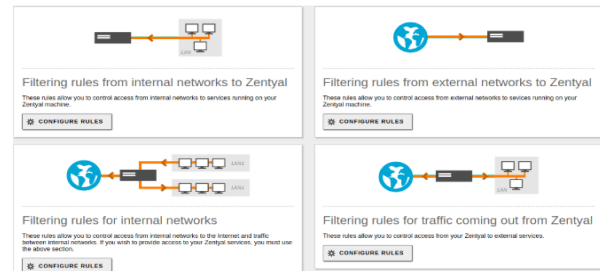 LAN
Filtering rules from internal networks to Zentyal
These rules allow you to control access from internal networks to services running on your
Zentyal machine.
CONFIGURE RULES
Filtering rules from external networks to Zentyal
These rules allow you to control access from external networks to sevices running on your
Zentyal machine.
CONFIGURE RULES
LAN1
LAN2
Filtering rules for internal networks
These rules allow you to control access from internal networks to the Internet and traffic
between internal networks. If you wish to provide access to your Zentyal services, you must use
the above section.
CONFIGURE RULES
LAN
Filtering rules for traffic coming out from Zentyal
These rules allow you to control access from your Zentyal to external services.
CONFIGURE RULES